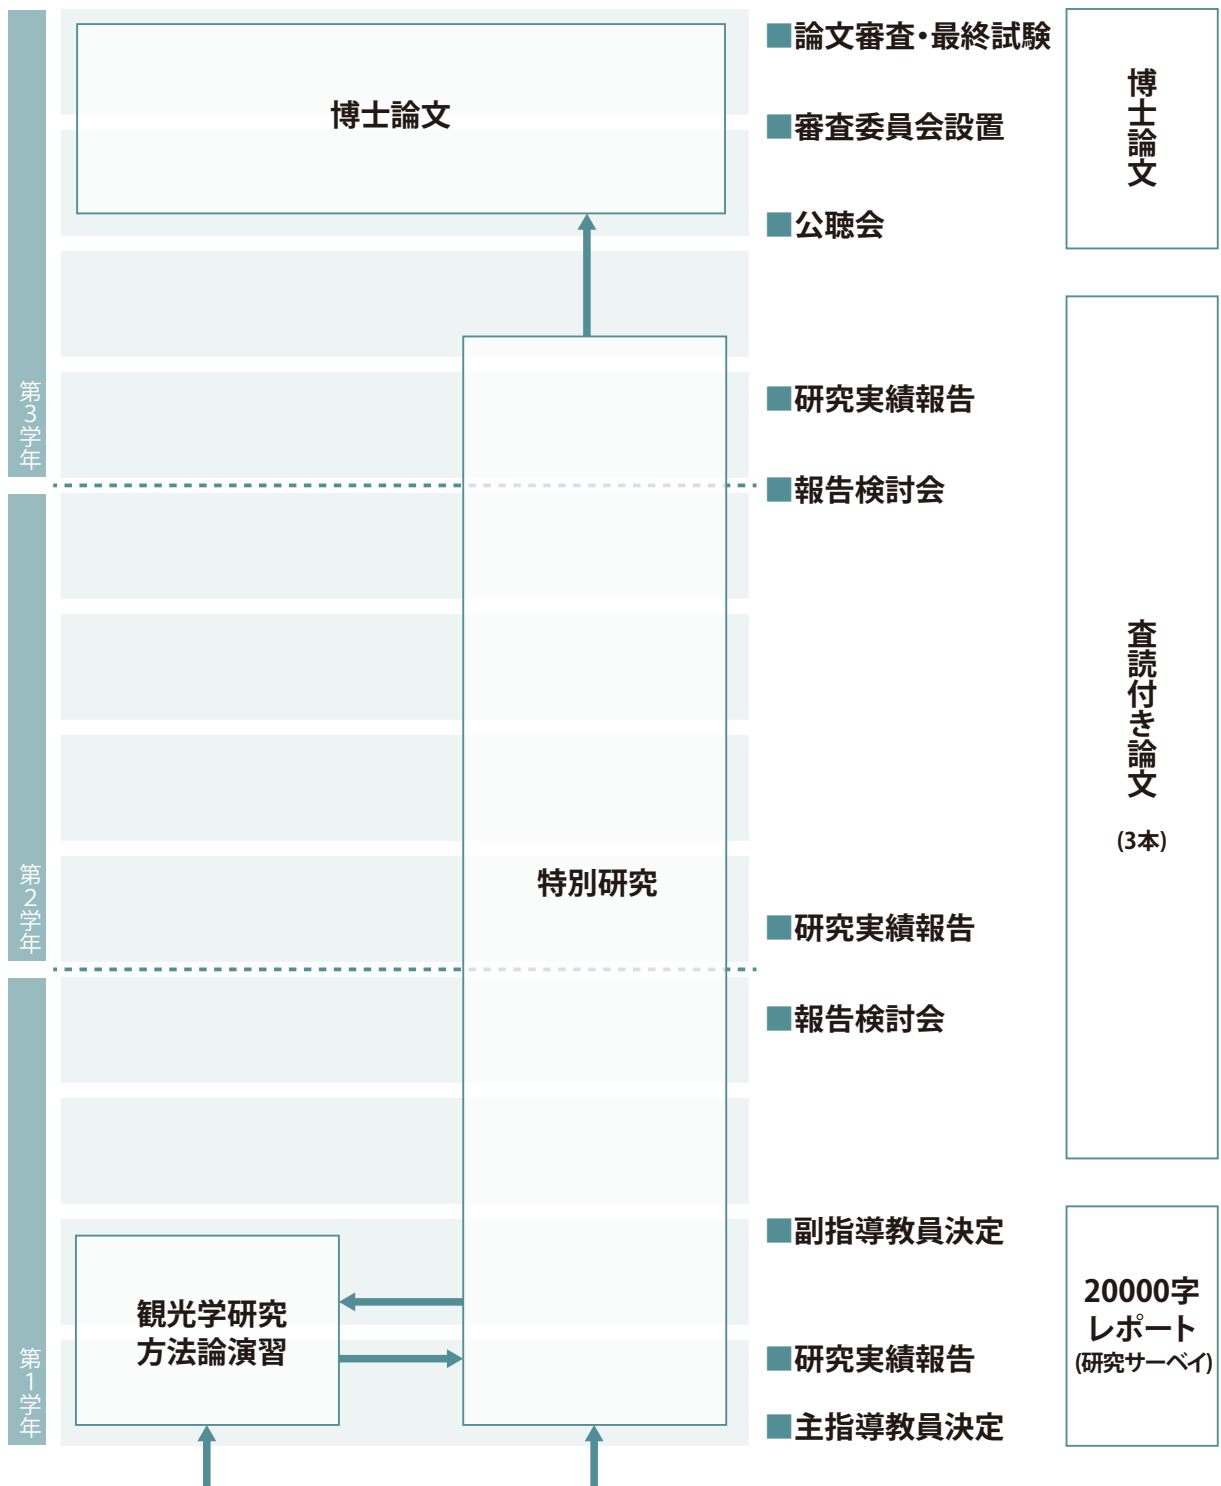 ■論文審査・最終試験
博士論文
博士論文
■審査委員会設置
■公聴会
第3学年
■研究実績報告
■報告検討会
査読付き論文
(3本)
第2学年
特別研究
■研究実績報告
■報告検討会
■副指導教員決定
20000字
レポート
(研究サーベイ)
観光学研究
方法論演習
第1学年
■研究実績報告
■主指導教員決定